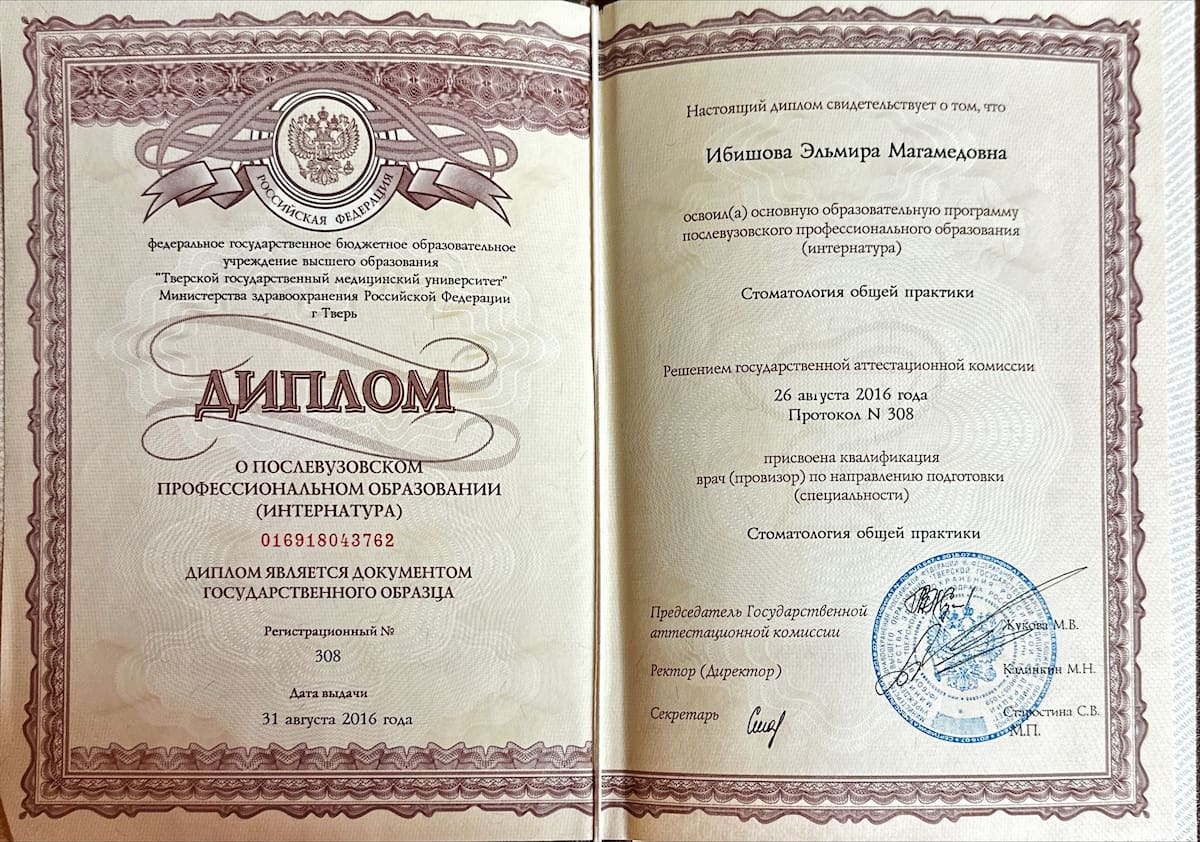 РОССИЙСКАЯ ФЕДЕРАЦИЯ
федеральное государственное бюджетное образовательное
учреждение высшего образования
"Тверской государственный медицинский университет"
Министерства здравоохранения Российской Федерации
г Тверь
ДИПЛОМ
О ПОСЛЕВУЗОВСКОМ
ПРОФЕССИОНАЛЬНОМ ОБРАЗОВАНИИ
(ИНТЕРНАТУРА)
016918043762
ДИПЛОМ ЯВЛЯЕТСЯ ДОКУМЕНТОМ
ГОСУДАРСТВЕННОГО ОБРАЗЦА
Регистрационный №
308
Дата выдачи
31 августа 2016 года
Настоящий диплом свидетельствует о том, что
Ибишова Эльмира Магамедовна
освоил(а) основную образовательную программу
послевузовского профессионального образования
(интернатура)
Стоматология общей практики
Решением государственной аттестационной комиссии
26 августа 2016 года
Протокол N 308
присвоена квалификация
врач (провизор) по направлению подготовки
(специальности)
Стоматология общей практики
Председатель Государственной
аттестационной комиссии
Жукова М.В.
Ректор (Директор)
Калинкин М.Н.
Секретарь
Старостина С.В.
М.П.